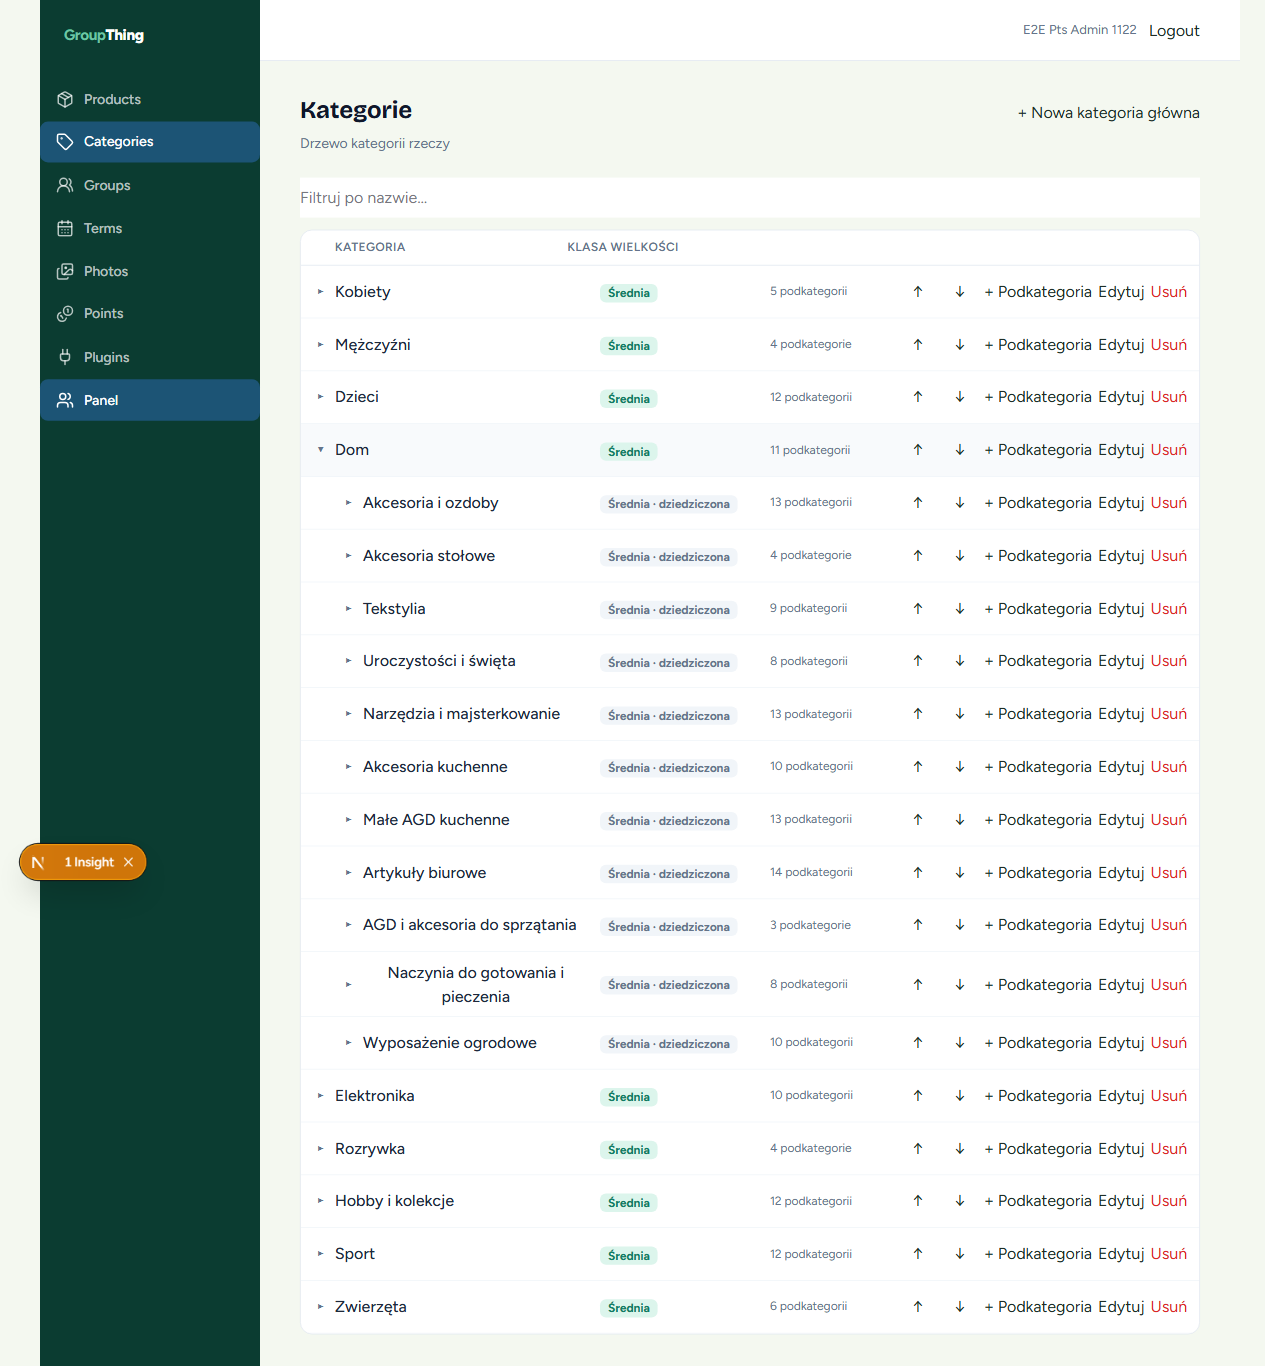 GroupThing
E2E Pts Admin 1122 Logout
Products
Categories
Groups
Terms
Photos
Points
Plugins
Panel
1 Insight
Kategorie
+ Nowa kategoria główna
Drzewo kategorii rzeczy
Filtruj po nazwie...
KATEGORIA KLASA WIELKOŚCI
Kobiety Średnia 5 podkategorii ↑ ↓ + Podkategoria Edytuj Usuń
Mężczyźni Średnia 4 podkategorie ↑ ↓ + Podkategoria Edytuj Usuń
Dzieci Średnia 12 podkategorii ↑ ↓ + Podkategoria Edytuj Usuń
Dom Średnia 11 podkategorii ↑ ↓ + Podkategoria Edytuj Usuń
Akcesoria i ozdoby Średnia · dziedziczona 13 podkategorii ↑ ↓ + Podkategoria Edytuj Usuń
Akcesoria stołowe Średnia · dziedziczona 4 podkategorie ↑ ↓ + Podkategoria Edytuj Usuń
Tekstylia Średnia · dziedziczona 9 podkategorii ↑ ↓ + Podkategoria Edytuj Usuń
Uroczystości i święta Średnia · dziedziczona 8 podkategorii ↑ ↓ + Podkategoria Edytuj Usuń
Narzędzia i majsterkowanie Średnia · dziedziczona 13 podkategorii ↑ ↓ + Podkategoria Edytuj Usuń
Akcesoria kuchenne Średnia · dziedziczona 10 podkategorii ↑ ↓ + Podkategoria Edytuj Usuń
Małe AGD kuchenne Średnia · dziedziczona 13 podkategorii ↑ ↓ + Podkategoria Edytuj Usuń
Artykuły biurowe Średnia · dziedziczona 14 podkategorii ↑ ↓ + Podkategoria Edytuj Usuń
AGD i akcesoria do sprzątania Średnia · dziedziczona 3 podkategorie ↑ ↓ + Podkategoria Edytuj Usuń
Naczynia do gotowania i
pieczenia Średnia · dziedziczona 8 podkategorii ↑ ↓ + Podkategoria Edytuj Usuń
Wyposażenie ogrodowe Średnia · dziedziczona 10 podkategorii ↑ ↓ + Podkategoria Edytuj Usuń
Elektronika Średnia 10 podkategorii ↑ ↓ + Podkategoria Edytuj Usuń
Rozrywka Średnia 4 podkategorie ↑ ↓ + Podkategoria Edytuj Usuń
Hobby i kolekcje Średnia 12 podkategorii ↑ ↓ + Podkategoria Edytuj Usuń
Sport Średnia 12 podkategorii ↑ ↓ + Podkategoria Edytuj Usuń
Zwierzęta Średnia 6 podkategorii ↑ ↓ + Podkategoria Edytuj Usuń